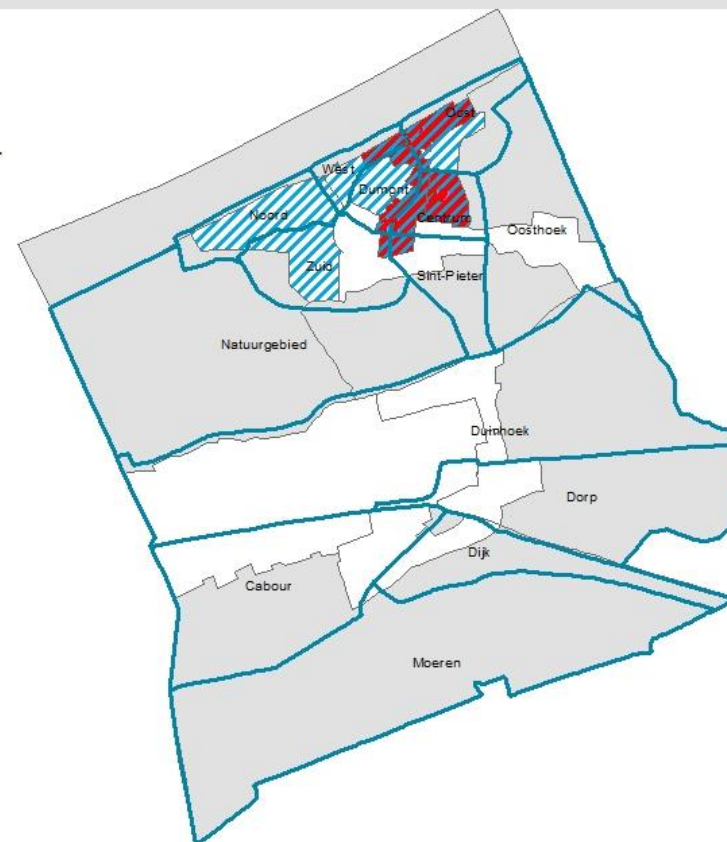 Oost
West
Dumont
Noord
Centrum
Oosthoek
Zuid
Sint-Pieter
Natuurgebied
Duinhoek
Dorp
Dijk
Cabour
Moeren